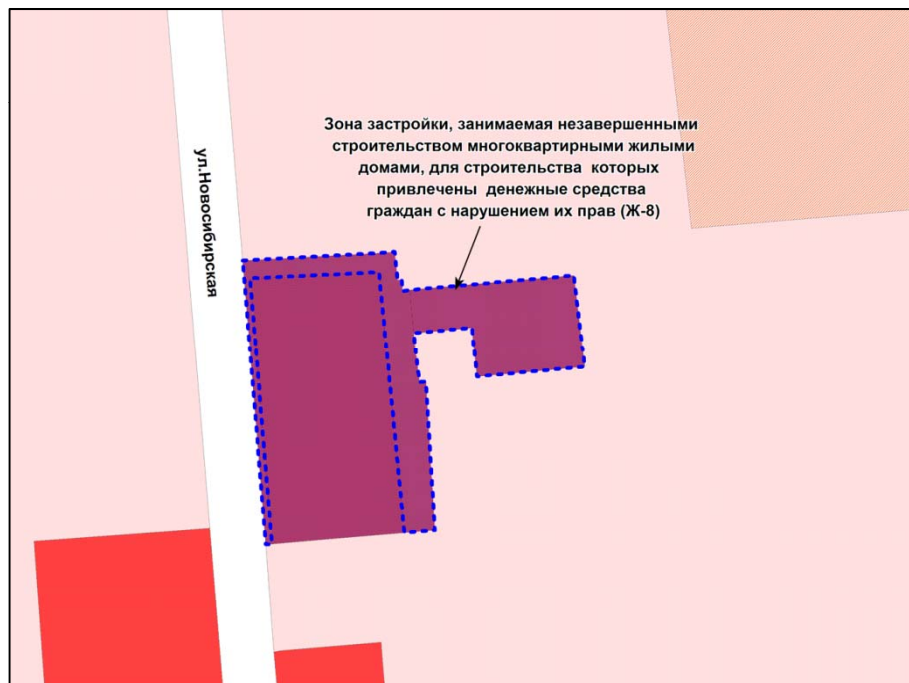 Зона застройки, занимаемая незавершенными
строительством многоквартирными жилыми
домами, для строительства которых
привлечены денежные средства
граждан с нарушением их прав (Ж-8)
ул.Новосибирская